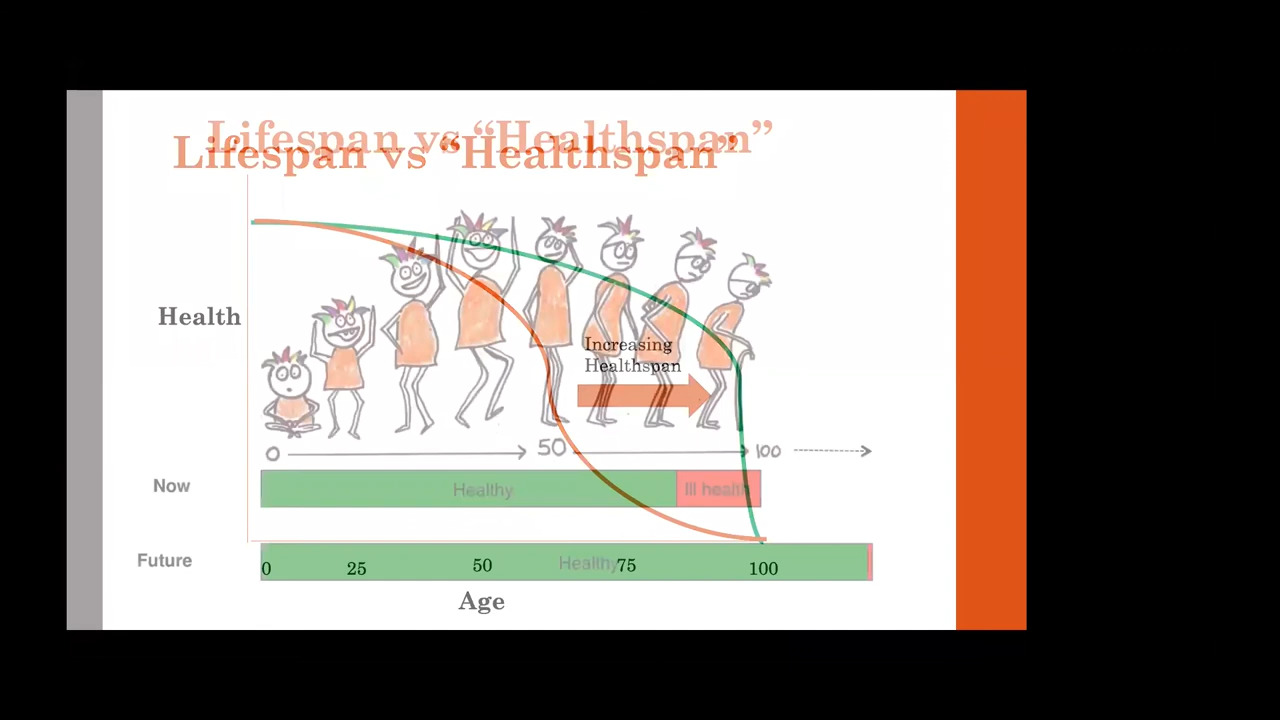 Lifespan vs “Healthspan”
Lifespan vs “Healthspan”
Health
Increasing
Healthspan
0 50 100
Now Healthy Ill health
Future Healthy
0 25 50 75 100
Age